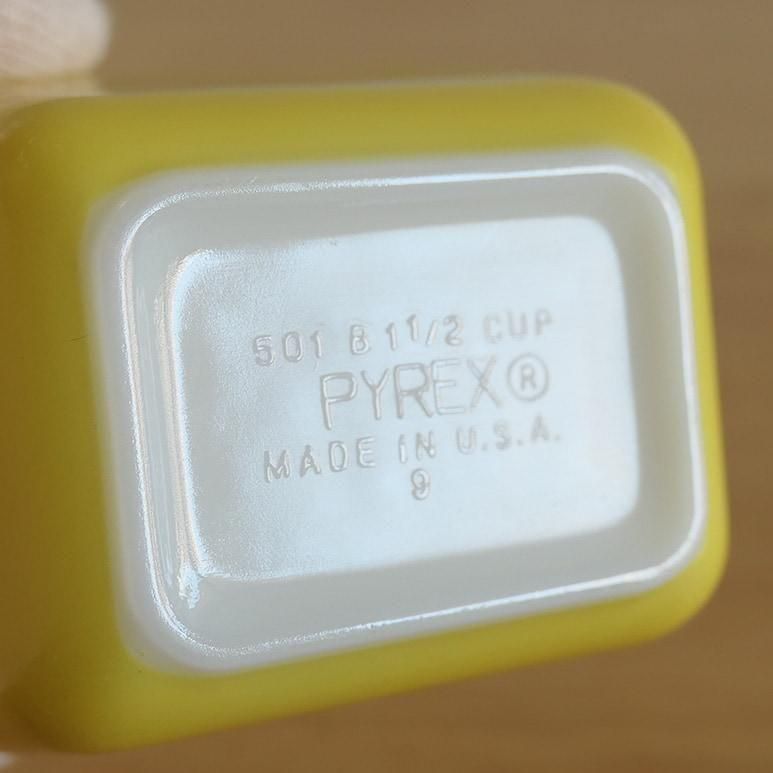 501 B 1 1/2 CUP
PYREX®
MADE IN U.S.A.
9